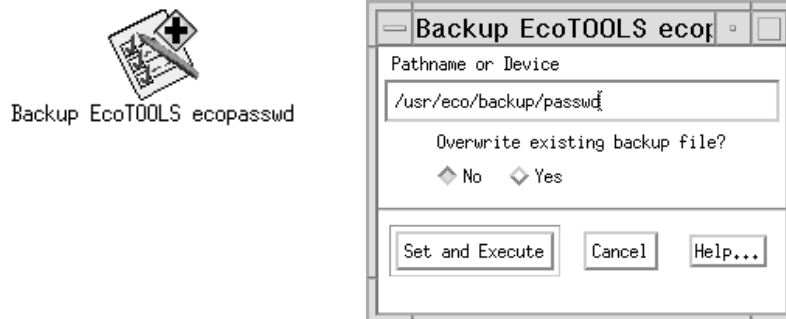 Backup EcoTOOLS ecopasswd
Backup EcoTOOLS ecop
Pathname or Device
/usr/eco/backup/passwd
Overwrite existing backup file?
No Yes
Set and Execute Cancel Help...